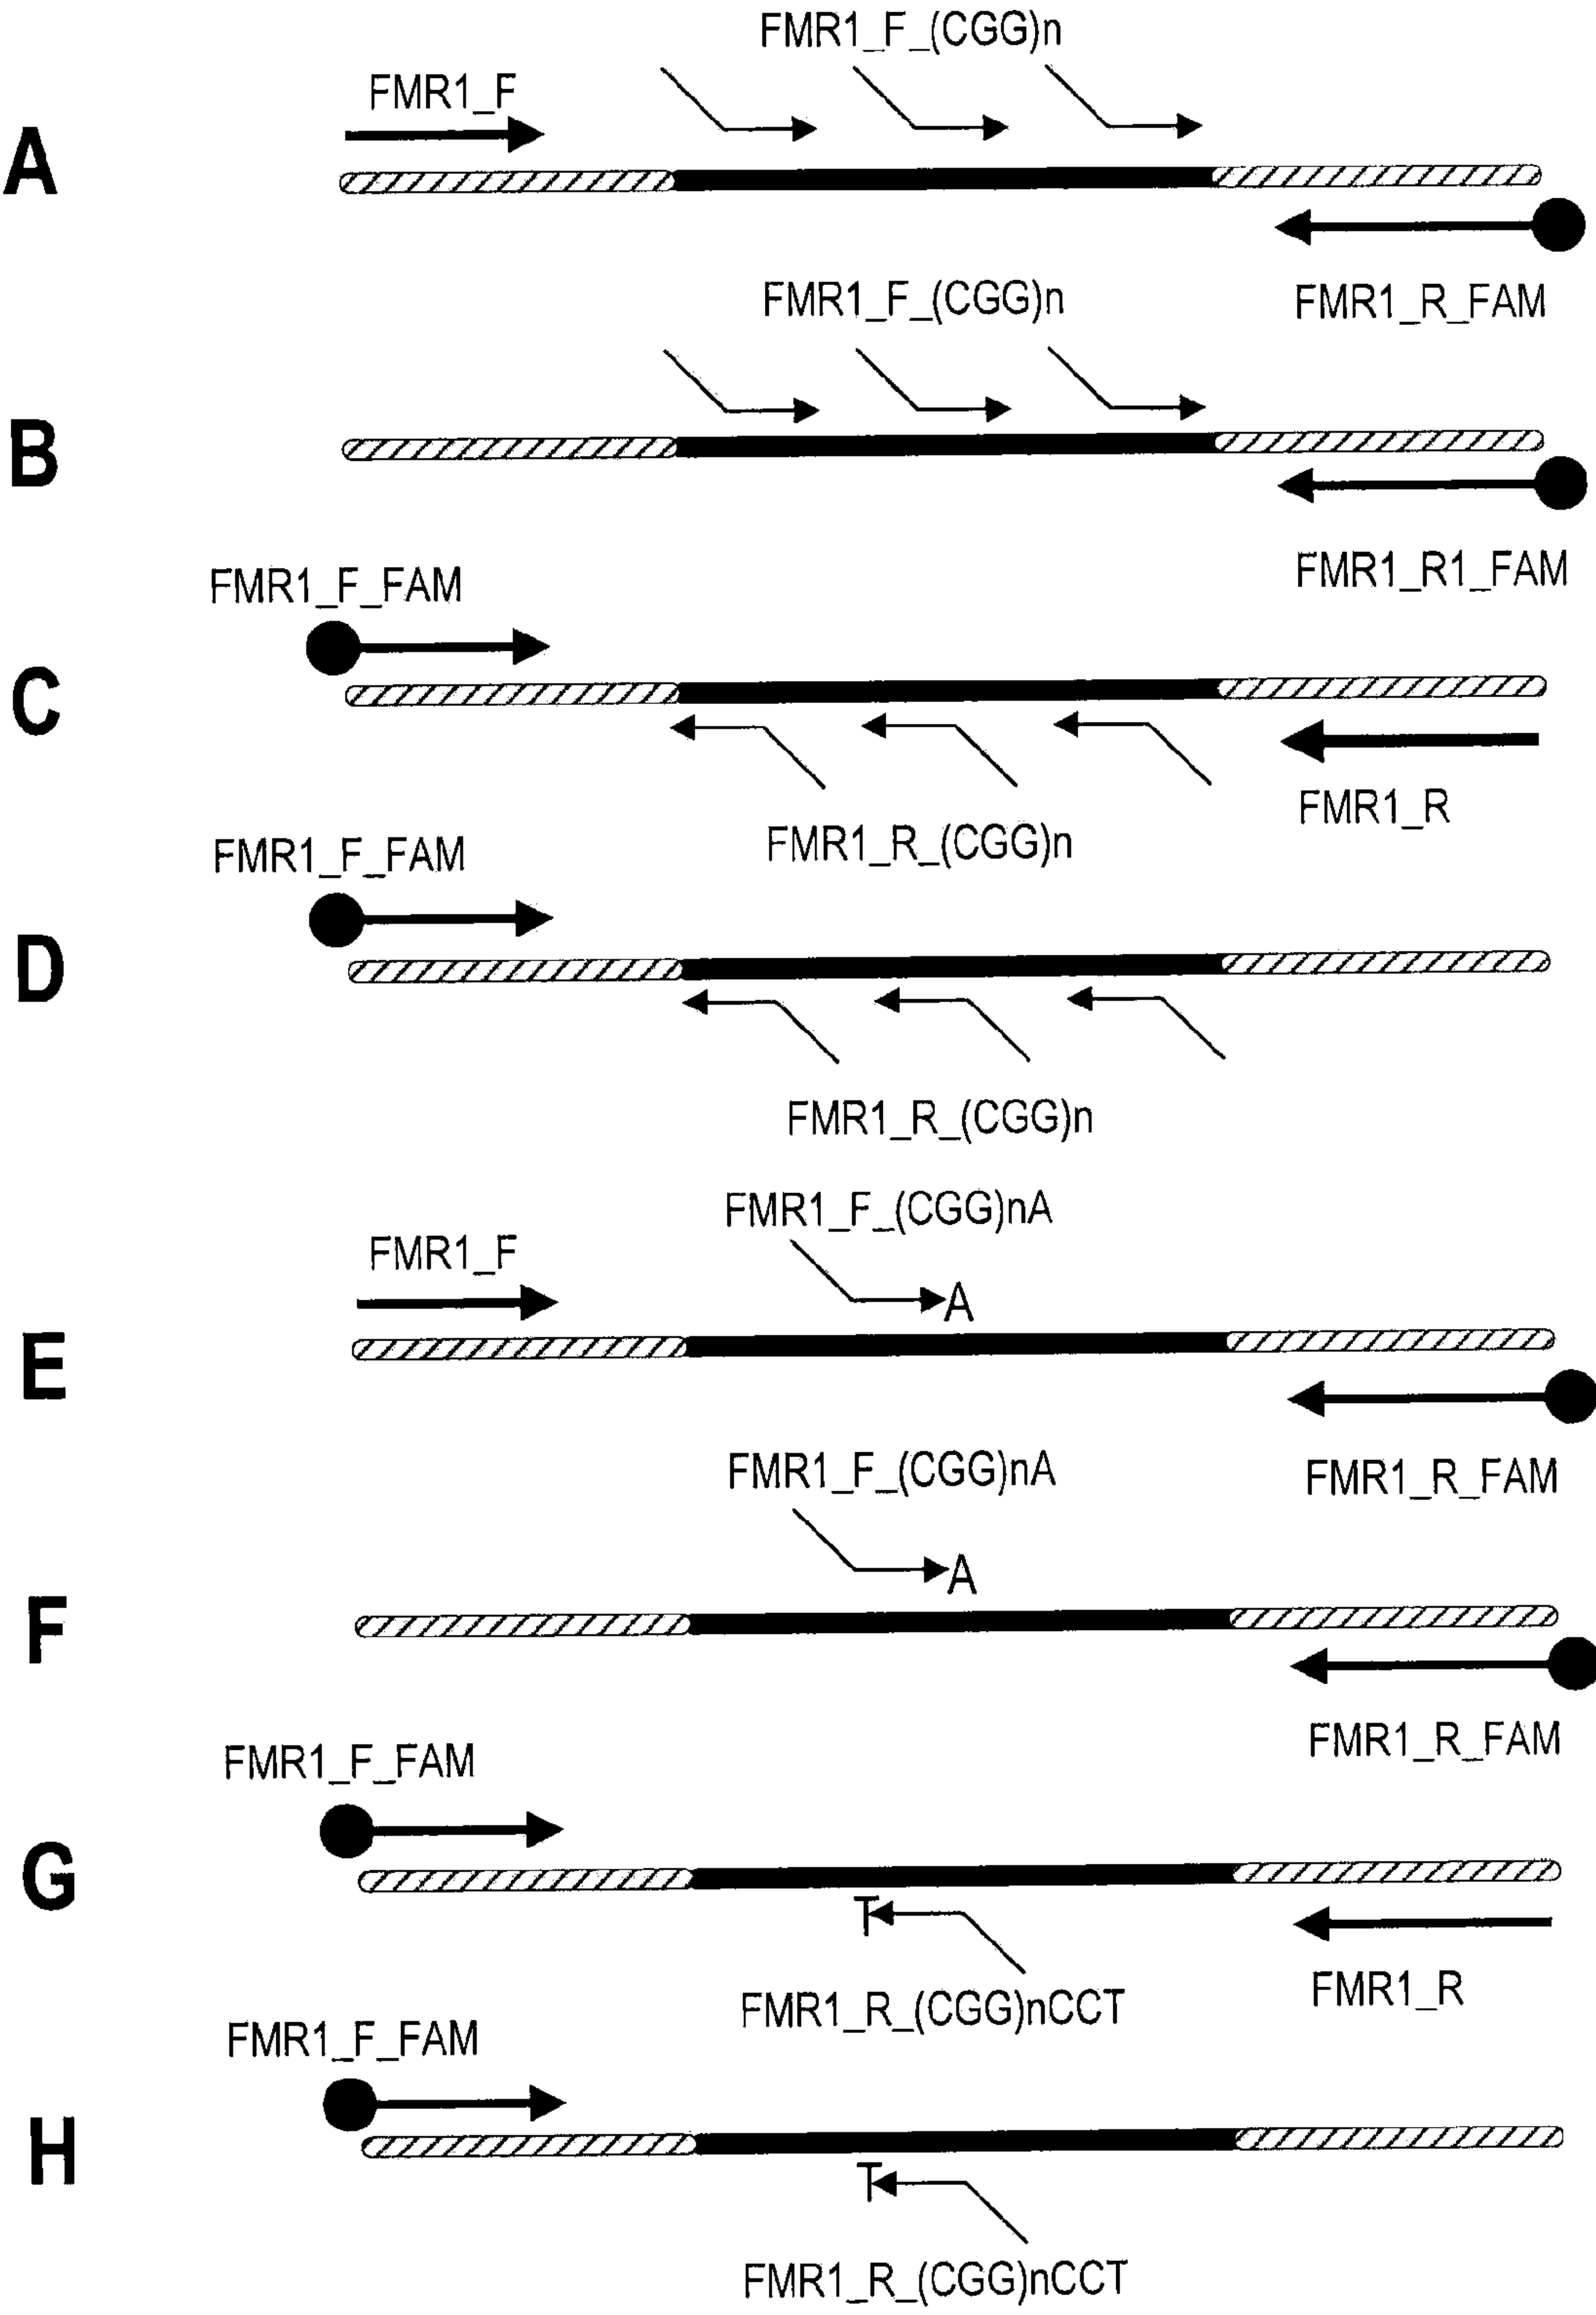 FMR1_F_(CGG)n
FMR1_F
A
FMR1_R_FAM
FMR1_F_(CGG)n
B
FMR1_R1_FAM
FMR1_F_FAM
C
FMR1_R
FMR1_R_(CGG)n
FMR1_F_FAM
D
FMR1_R_(CGG)n
FMR1_F_(CGG)nA
FMR1_F
A
E
FMR1_R_FAM
FMR1_F_(CGG)nA
A
F
FMR1_R_FAM
FMR1_F_FAM
G
T
FMR1_R
FMR1_R_(CGG)nCCT
FMR1_F_FAM
H
T
FMR1_R_(CGG)nCCT